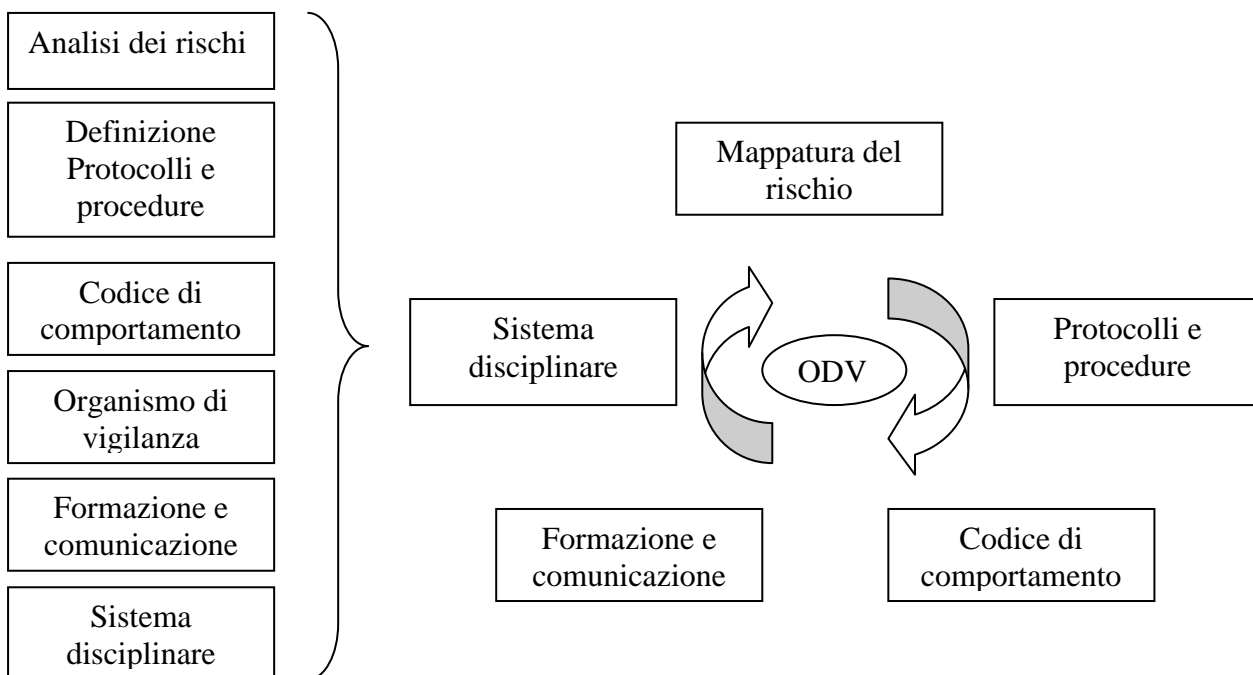 Analisi dei rischi
Definizione
Protocolli e
procedure
Codice di
comportamento
Organismo di
vigilanza
Formazione e
comunicazione
Sistema
disciplinare
Mappatura del
rischio
Sistema
disciplinare
ODV
Protocolli e
procedure
Formazione e
comunicazione
Codice di
comportamento